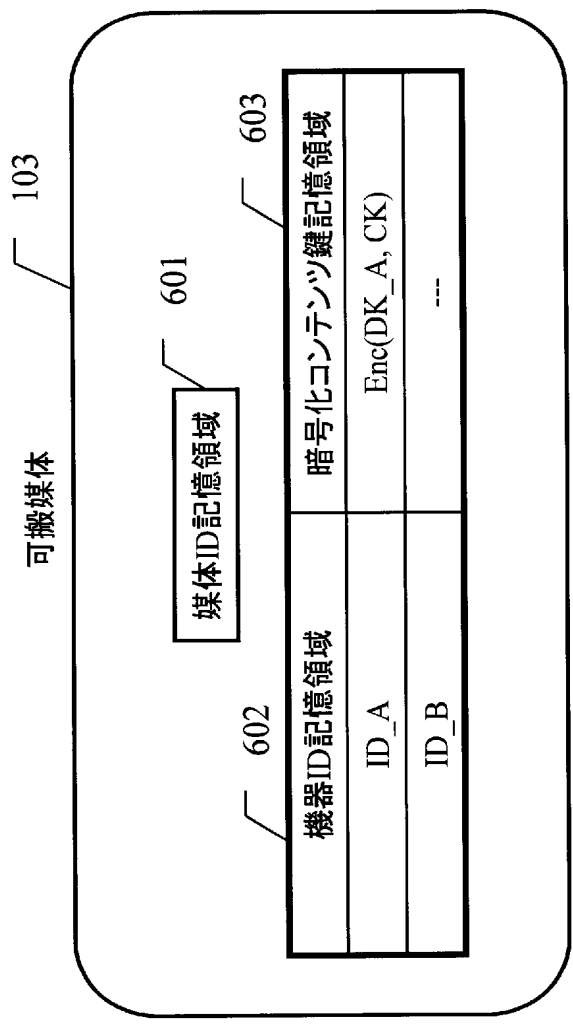 可搬媒体
103
媒体ID記憶領域
601
602
603
機器ID記憶領域
暗号化コンテンツ鍵記憶領域
ID_A
Enc(DK_A, CK)
ID_B
---